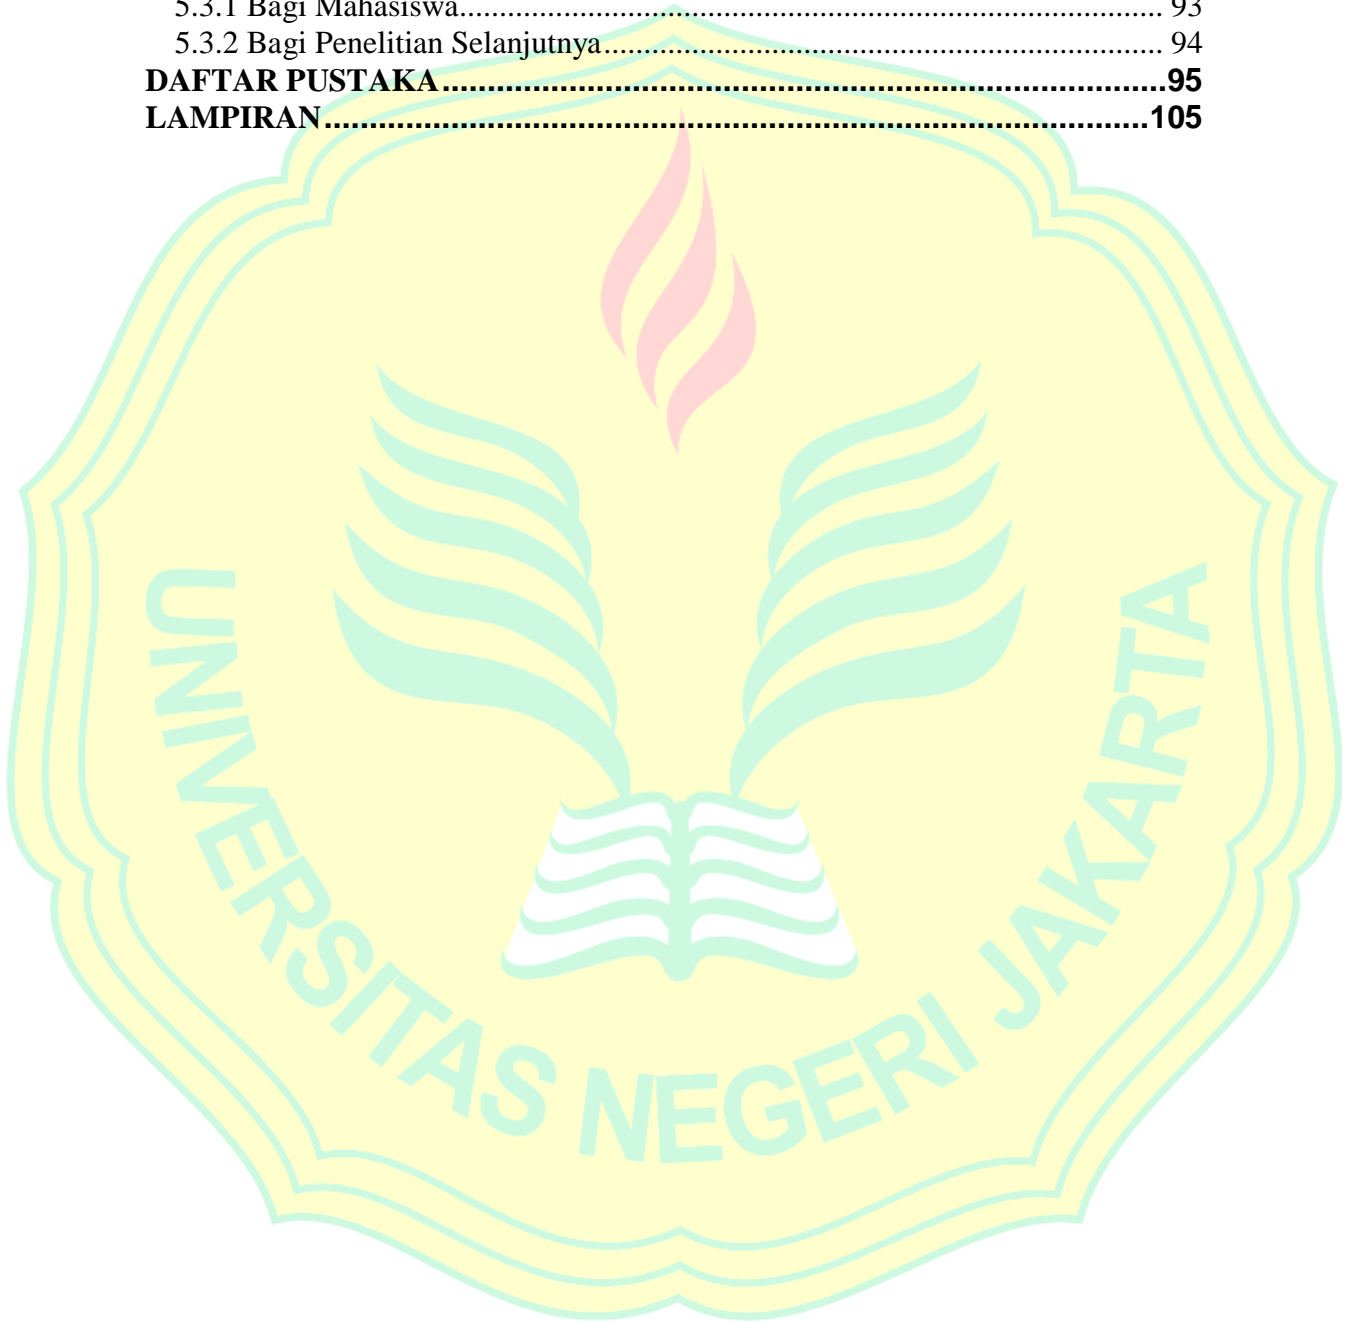 5.3.1 Bagi Mahasiswa.................................................................................... 93
5.3.2 Bagi Penelitian Selanjutnya................................................................... 94
DAFTAR PUSTAKA......................................................................................95
LAMPIRAN..................................................................................................105
UNIVERSITAS NEGERI JAKARTA